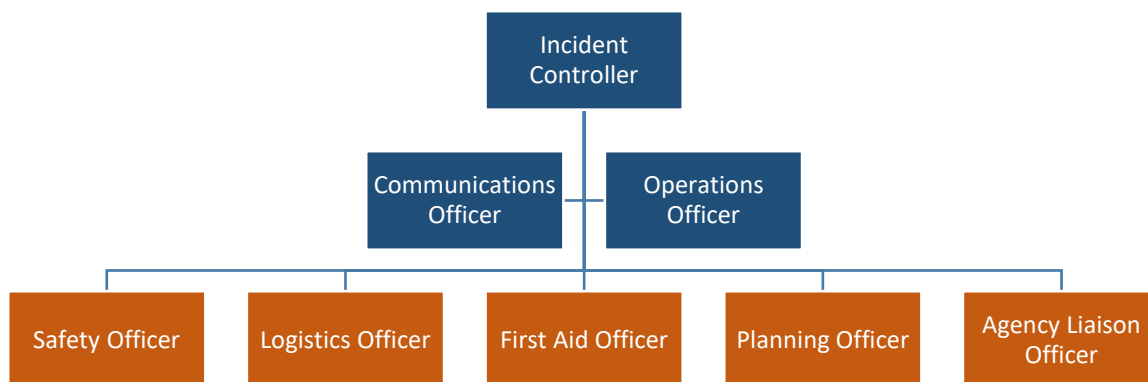 Incident
Controller
Communications
Officer
Operations
Officer
Safety Officer
Logistics Officer
First Aid Officer
Planning Officer
Agency Liaison
Officer